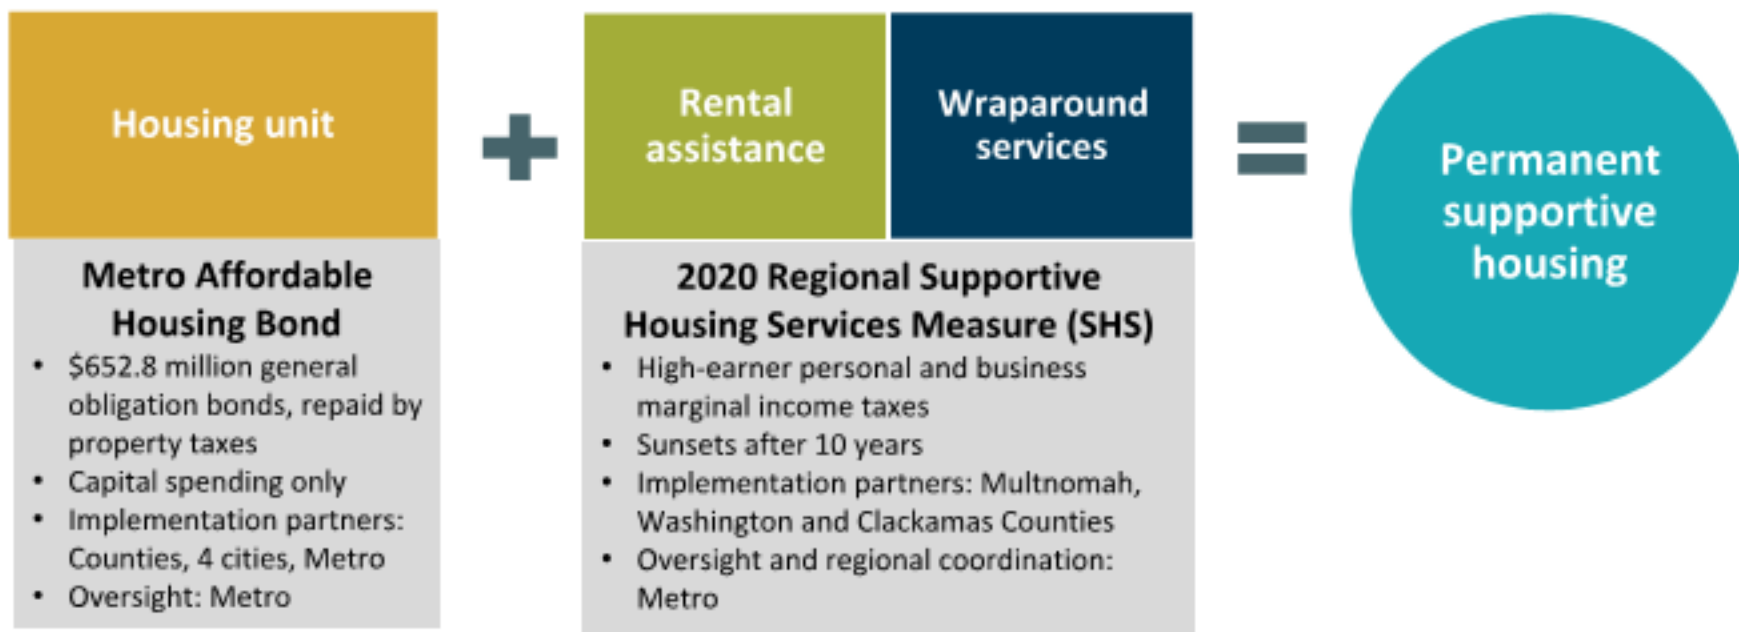 Housing unit
Rental
assistance
Wraparound
services
Permanent
supportive
housing
Metro Affordable
Housing Bond
• $652.8 million general
obligation bonds, repaid by
property taxes
• Capital spending only
• Implementation partners:
Counties, 4 cities, Metro
• Oversight: Metro
2020 Regional Supportive
Housing Services Measure (SHS)
• High-earner personal and business
marginal income taxes
• Sunsets after 10 years
• Implementation partners: Multnomah,
Washington and Clackamas Counties
• Oversight and regional coordination:
Metro